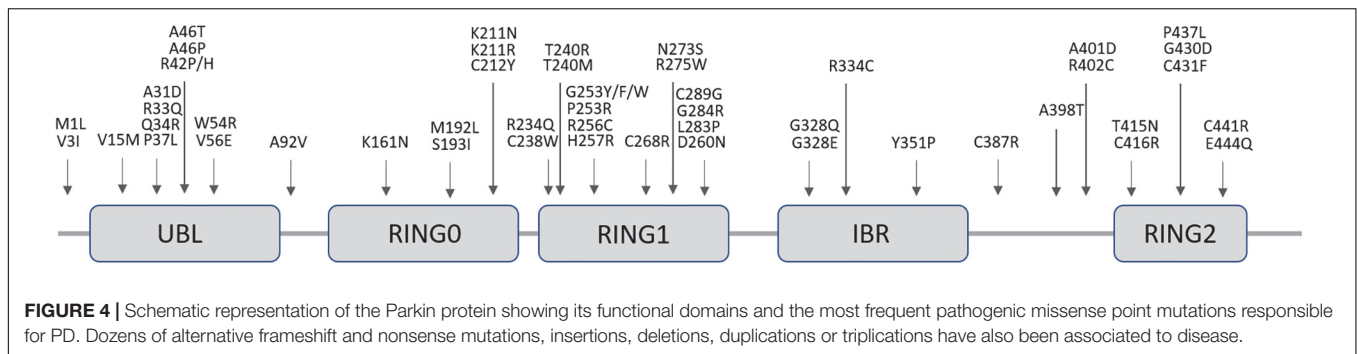 A46T
A46P
R42P/H
K211N
K211R
C212Y
T240R
T240M
N273S
R275W
R334C
A401D
R402C
P437L
G430D
C431F
M1L
V3I
V15M
A31D
R33Q
Q34R
P37L
W54R
V56E
A92V
K161N
M192L
S193I
R234Q
C238W
G253Y/F/W
P253R
R256C
H257R
C268R
C289G
G284R
L283P
D260N
G328Q
G328E
Y351P
C387R
A398T
T415N
C416R
C441R
E444Q
UBL
RING0
RING1
IBR
RING2
FIGURE 4 | Schematic representation of the Parkin protein showing its functional domains and the most frequent pathogenic missense point mutations responsible
for PD. Dozens of alternative frameshift and nonsense mutations, insertions, deletions, duplications or triplications have also been associated to disease.